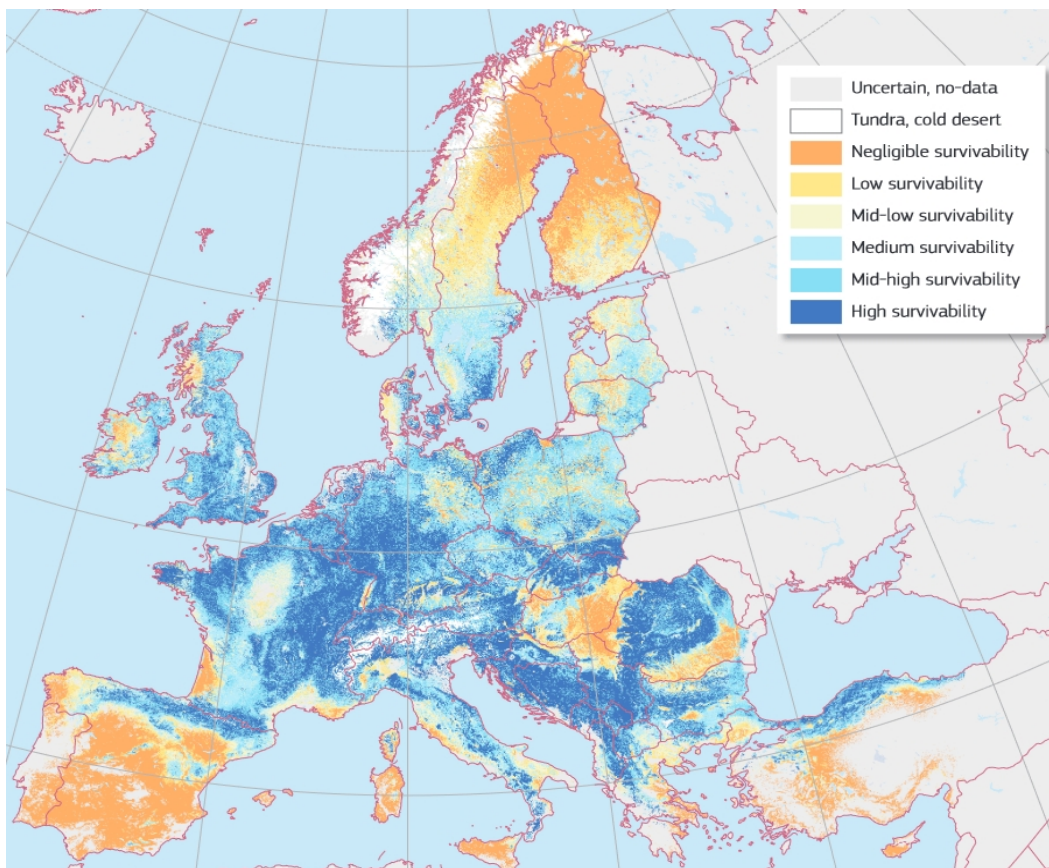 Uncertain, no-data
Tundra, cold desert
Negligible survivability
Low survivability
Mid-low survivability
Medium survivability
Mid-high survivability
High survivability